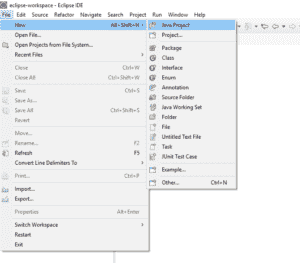 eclipse-workspace - Eclipse IDE
File Edit Source Refactor Navigate Search Project Run Window Help
New Alt+Shift+N
Open File...
Open Projects from File System...
Recent Files
Close Ctrl+W
Close All Ctrl+Shift+W
Save Ctrl+S
Save As...
Save All Ctrl+Shift+S
Revert
Move...
Rename... F2
Refresh F5
Convert Line Delimiters To
Print... Ctrl+P
Import...
Export...
Properties Alt+Enter
Switch Workspace
Restart
Exit
Java Project
Project...
Package
Class
Interface
Enum
Annotation
Source Folder
Java Working Set
Folder
File
Untitled Text File
Task
JUnit Test Case
Example...
Other... Ctrl+N